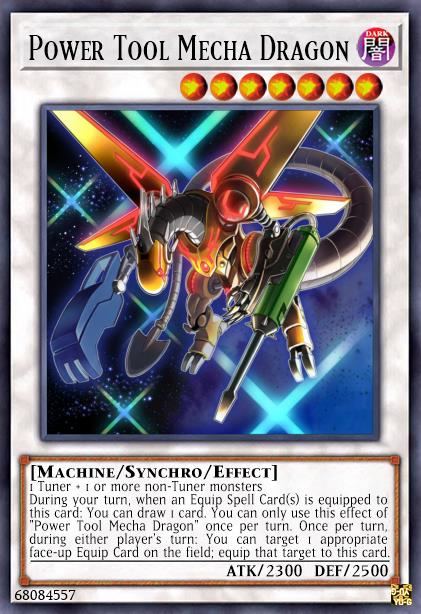 POWER TOOL MECHA DRAGON
DARK
闇
[MACHINE/SYNCHRO/EFFECT]
1 Tuner + 1 or more non-Tuner monsters
During your turn, when an Equip Spell Card(s) is equipped to
this card: You can draw 1 card. You can only use this effect of
"Power Tool Mecha Dragon" once per turn. Once per turn,
during either player's turn: You can target 1 appropriate
face-up Equip Card on the field; equip that target to this card.
ATK/2300 DEF/2500
68084557